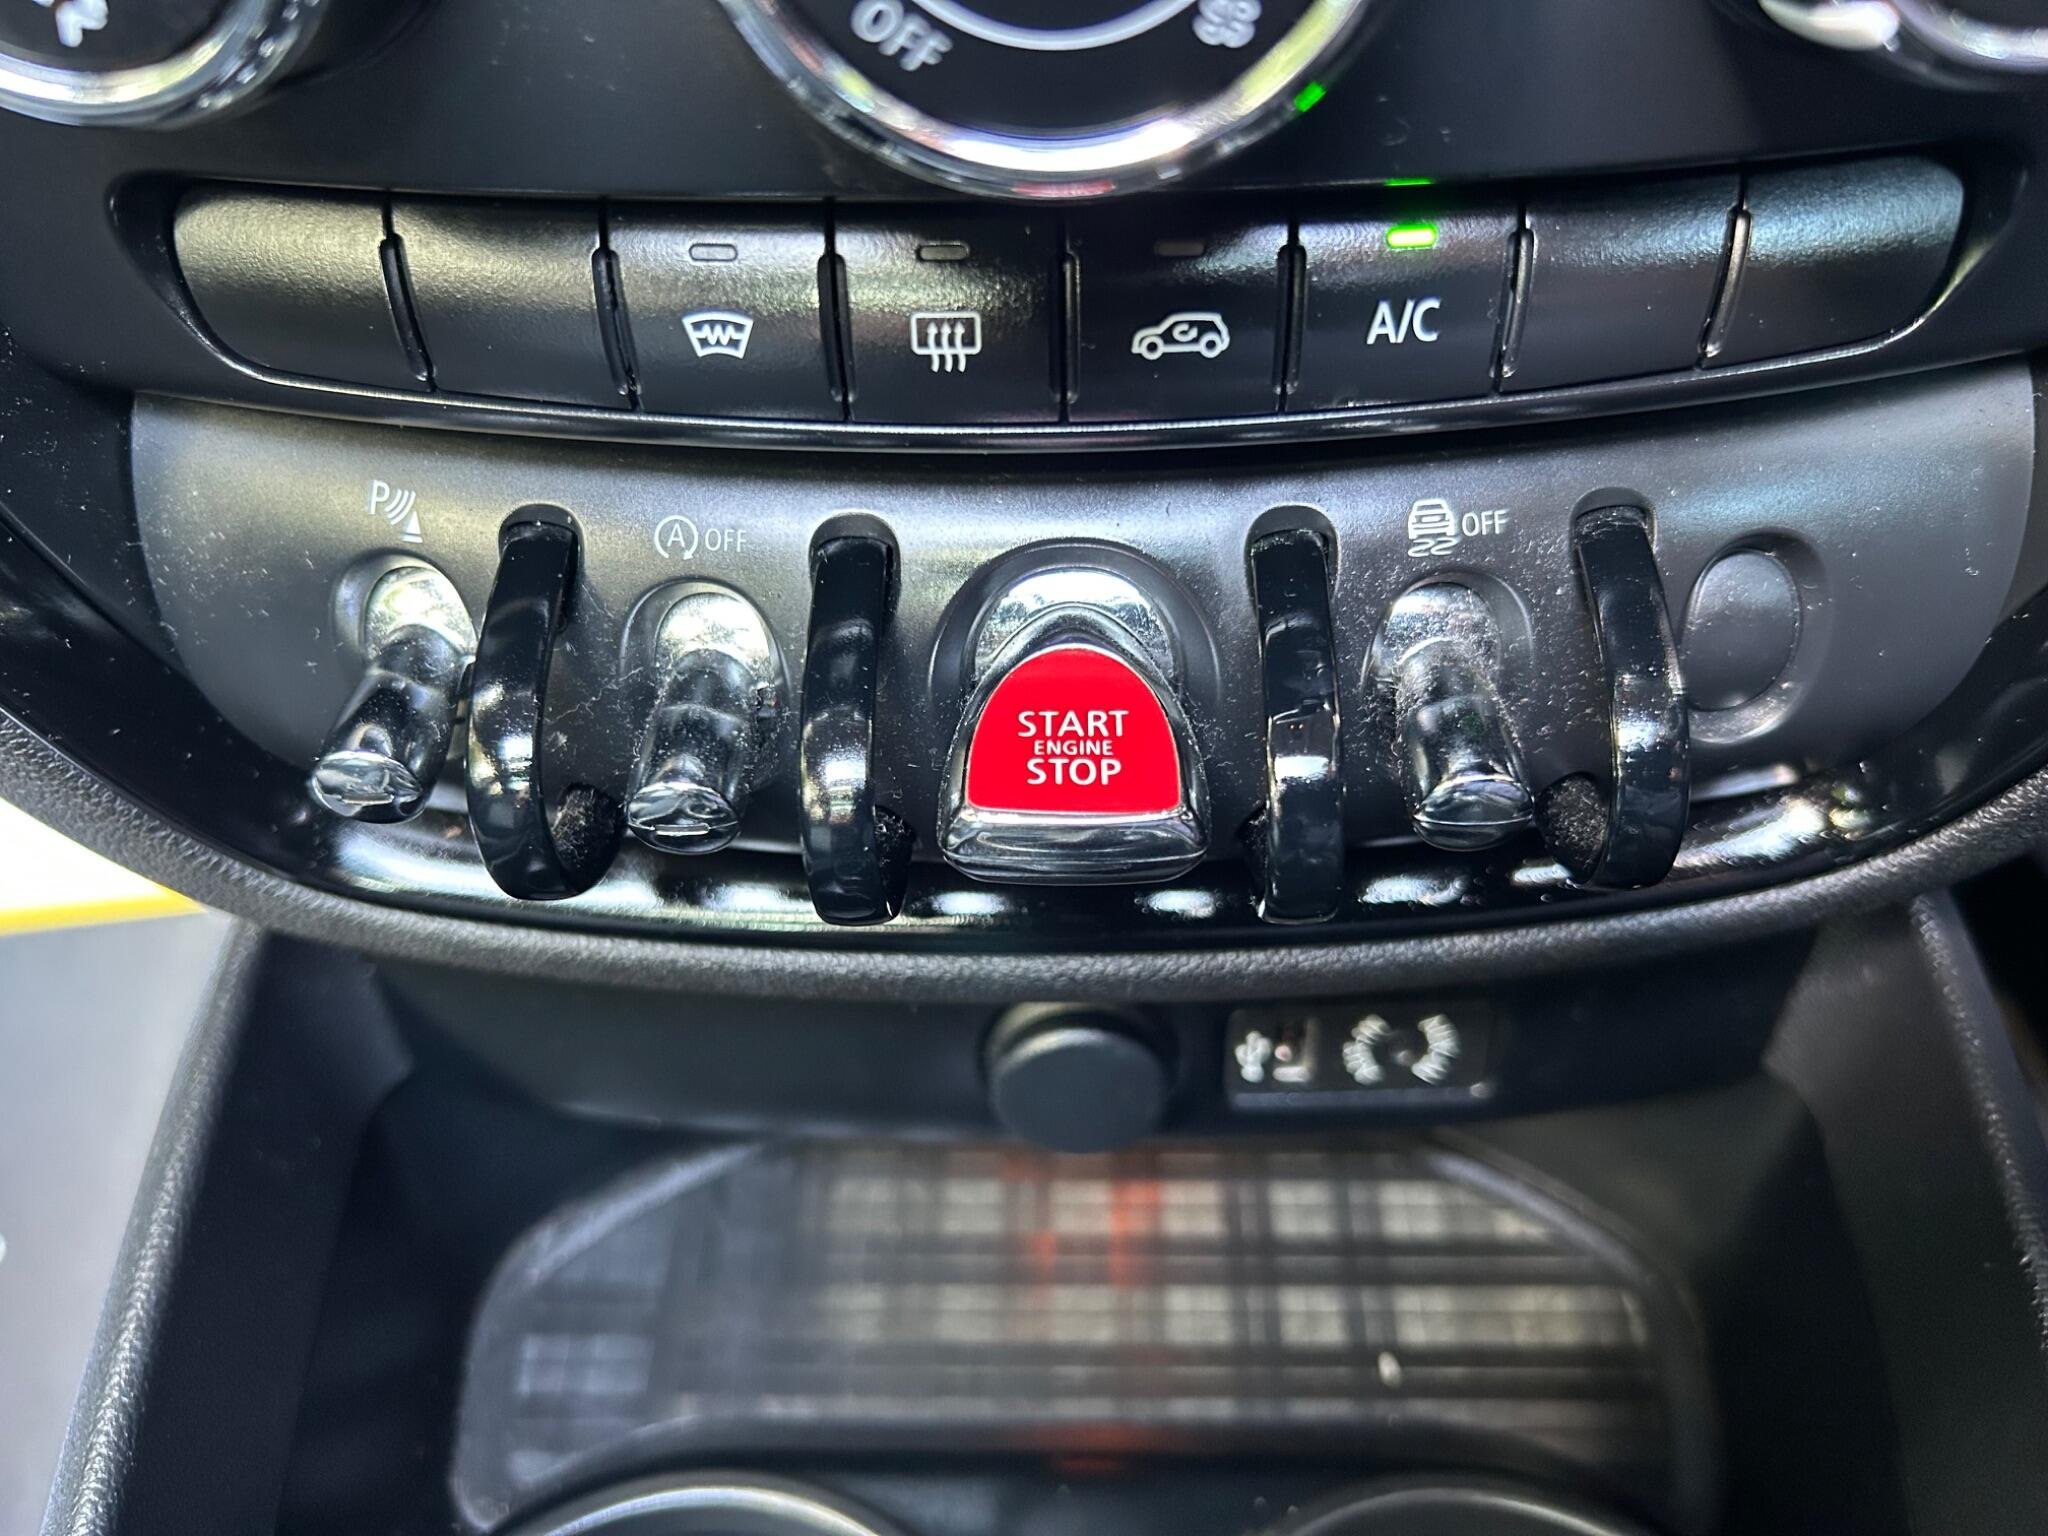 OFF
A/C
P
A OFF
OFF
START
ENGINE
STOP